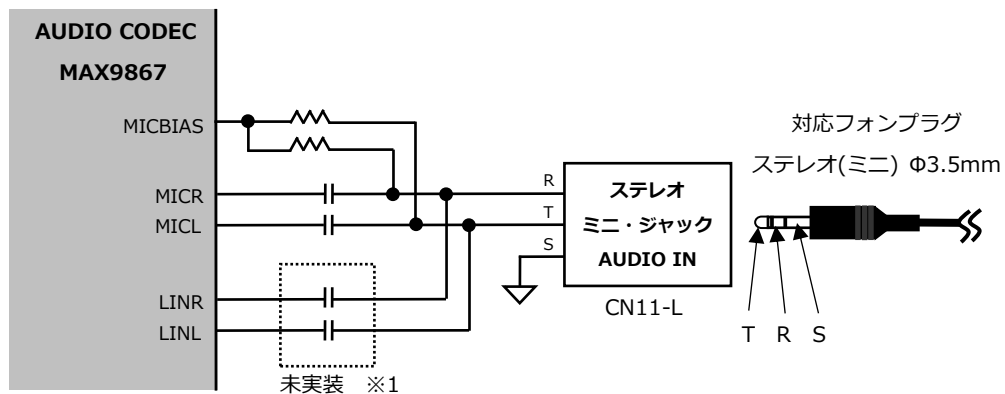 AUDIO CODEC
MAX9867
MICBIAS
MICR
MICL
LINR
LINL
未実装 ※1
R
T
S
ステレオ
ミニ・ジャック
AUDIO IN
CN11-L
対応フォンプラグ
ステレオ(ミニ) Φ3.5mm
T R S